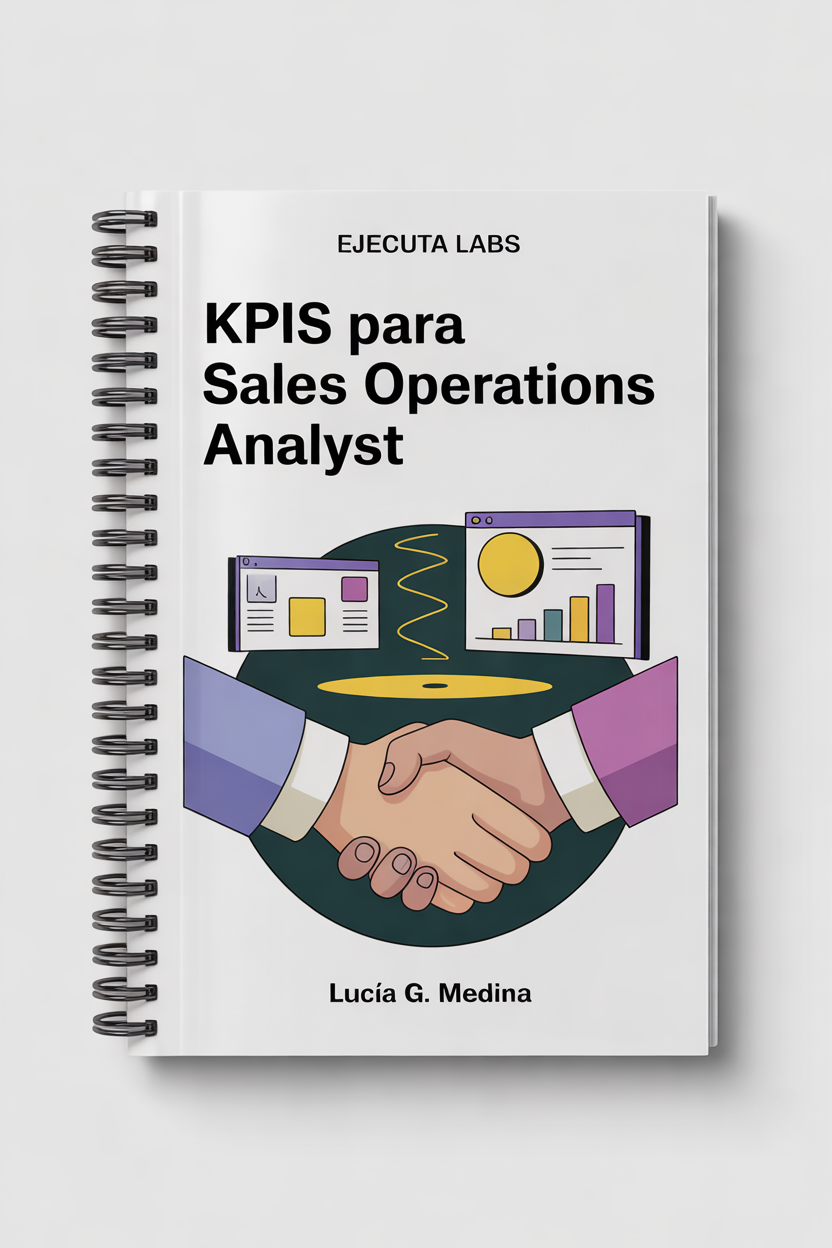 EJECUTA LABS
KPIS para
Sales Operations
Analyst
Lucía G. Medina